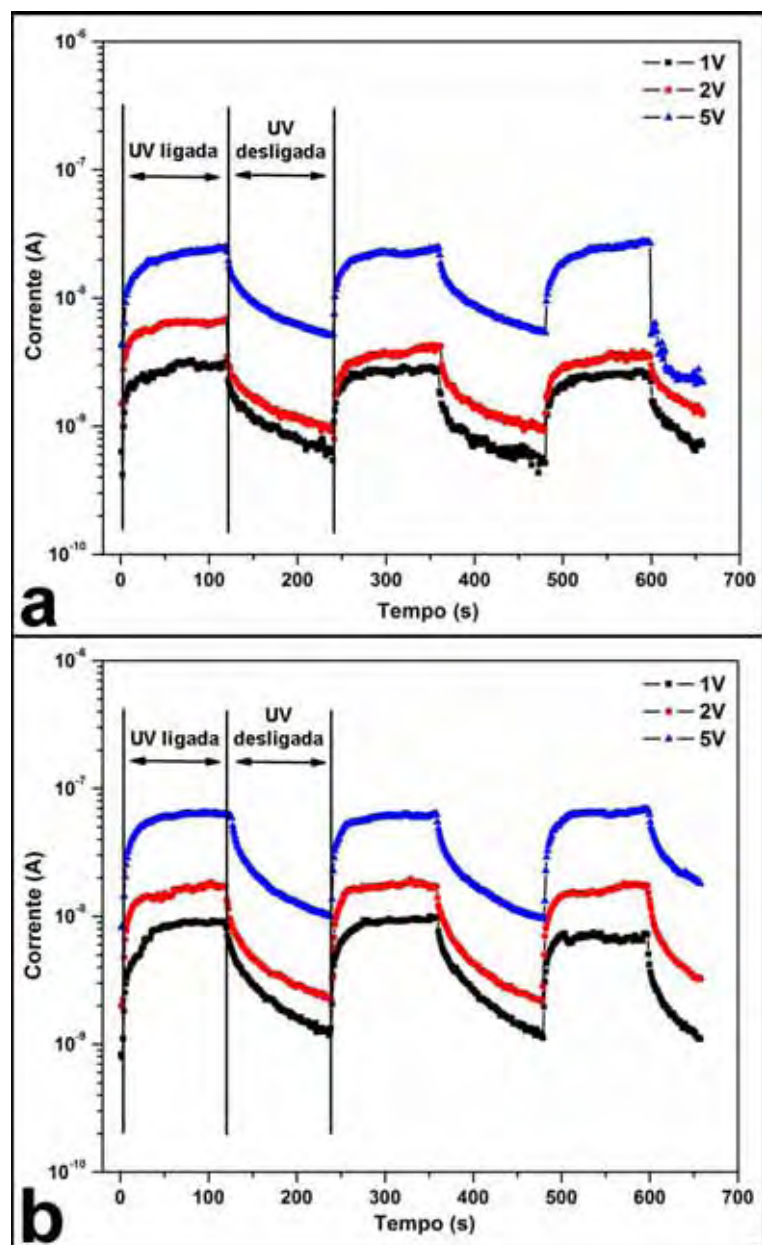 10⁻⁶
1V
2V
5V
UV ligada
UV
desligada
10⁻⁷
10⁻⁸
10⁻⁹
10⁻¹⁰
Corrente (A)
0 100 200 300 400 500 600 700
Tempo (s)
a
10⁻⁶
1V
2V
5V
UV ligada
UV
desligada
10⁻⁷
10⁻⁸
10⁻⁹
10⁻¹⁰
Corrente (A)
0 100 200 300 400 500 600 700
Tempo (s)
b